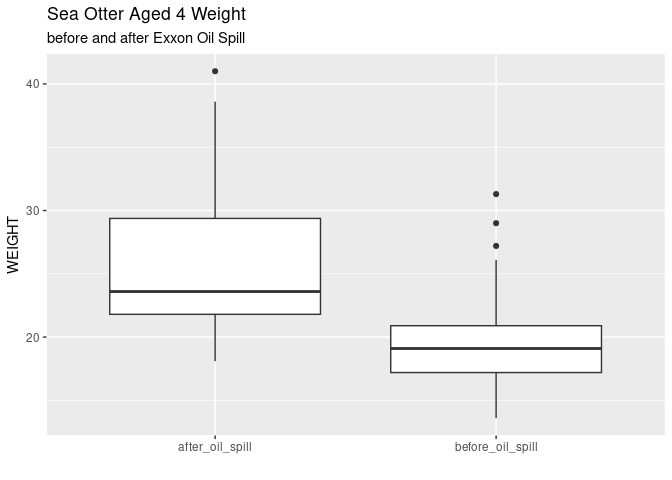 Sea Otter Aged 4 Weight
before and after Exxon Oil Spill
WEIGHT
40
30
20
after_oil_spill
before_oil_spill